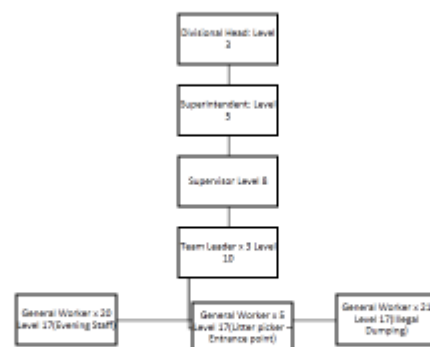 Divisional Head: Level
3
Superintendent: Level
5
Supervisor Level 8
Team Leader x 3 Level
10
General Worker x 20
Level 17(Evening Staff)
General Worker x 5
Level 17(Litter picker –
Entrance point)
General Worker x 21
Level 17(Illegal
Dumping)